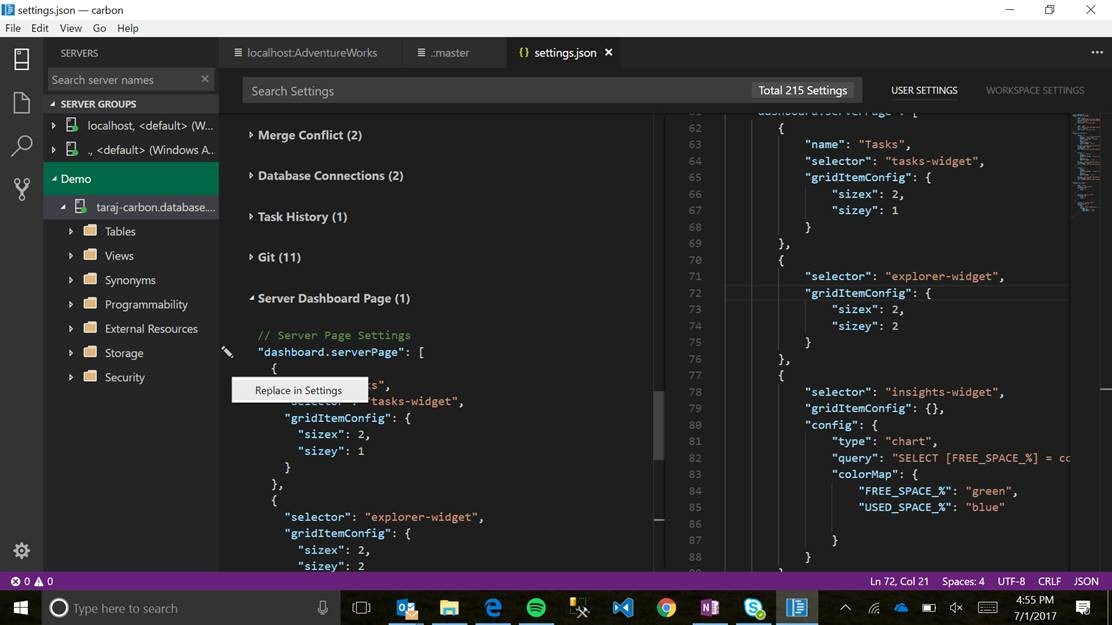 settings.json — carbon
File Edit View Go Help
SERVERS
Search server names
SERVER GROUPS
localhost, <default> (W...
., <default> (Windows A...
Demo
taraj-carbon.database....
Tables
Views
Synonyms
Programmability
External Resources
Storage
Security
localhost:AdventureWorks
.:master
{} settings.json
Search Settings
Total 215 Settings
USER SETTINGS
WORKSPACE SETTINGS
Merge Conflict (2)
Database Connections (2)
Task History (1)
Git (11)
Server Dashboard Page (1)
// Server Page Settings
"dashboard.serverPage": [
{
Replace in Settings
"tasks-widget",
"gridItemConfig": {
"sizex": 2,
"sizey": 1
}
},
{
"selector": "explorer-widget",
"gridItemConfig": {
"sizex": 2,
"sizey": 2
62 {
63 "name": "Tasks",
64 "selector": "tasks-widget",
65 "gridItemConfig": {
66 "sizex": 2,
67 "sizey": 1
68 }
69 },
70 {
71 "selector": "explorer-widget",
72 "gridItemConfig": {
73 "sizex": 2,
74 "sizey": 2
75 }
76 },
77 {
78 "selector": "insights-widget",
79 "gridItemConfig": {},
80 "config": {
81 "type": "chart",
82 "query": "SELECT [FREE_SPACE_%] = cc
83 "colorMap": {
84 "FREE_SPACE_%": "green",
85 "USED_SPACE_%": "blue"
86
87 }
88 }
0 0
Ln 72, Col 21 Spaces: 4 UTF-8 CRLF JSON
Type here to search
4:55 PM
7/1/2017